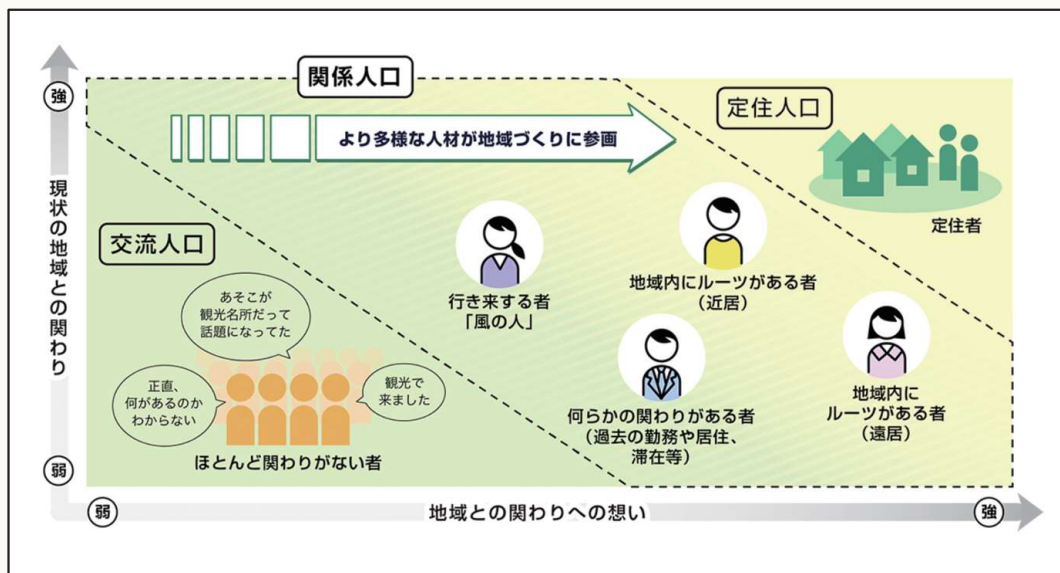 関係人口
定住人口
強
より多様な人材が地域づくりに参画
現状の地域との関わり
交流人口
定住者
地域内にルーツがある者
（近居）
行き来する者
「風の人」
あそこが
観光名所だって
話題になってた
正直、
何があるのか
わからない
観光で
来ました
地域内に
ルーツがある者
（遠居）
何らかの関わりがある者
（過去の勤務や居住、
滞在等）
ほとんど関わりがない者
弱
弱
地域との関わりへの想い
強